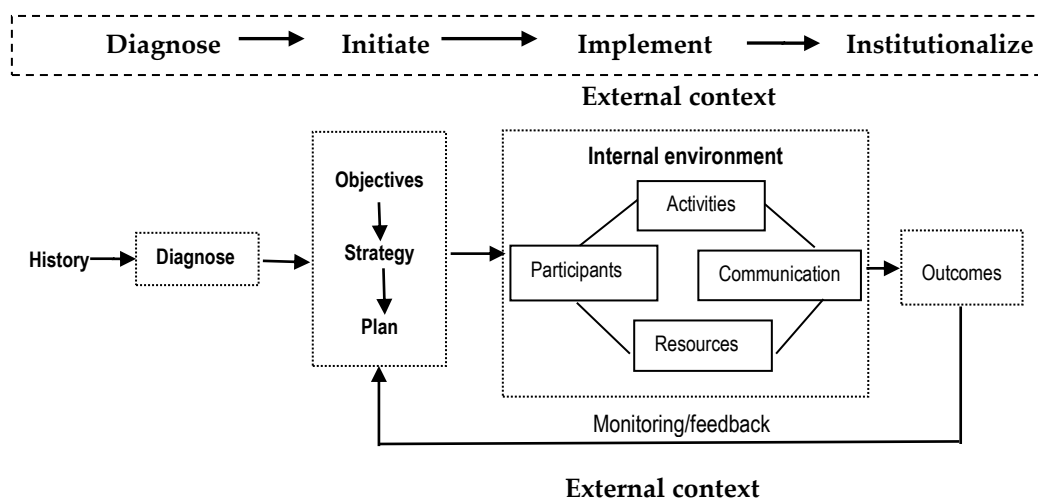 Diagnose Initiate Implement Institutionalize
External context
Internal environment
Objectives
Activities
History
Diagnose
Strategy
Participants
Communication
Outcomes
Plan
Resources
Monitoring/feedback
External context